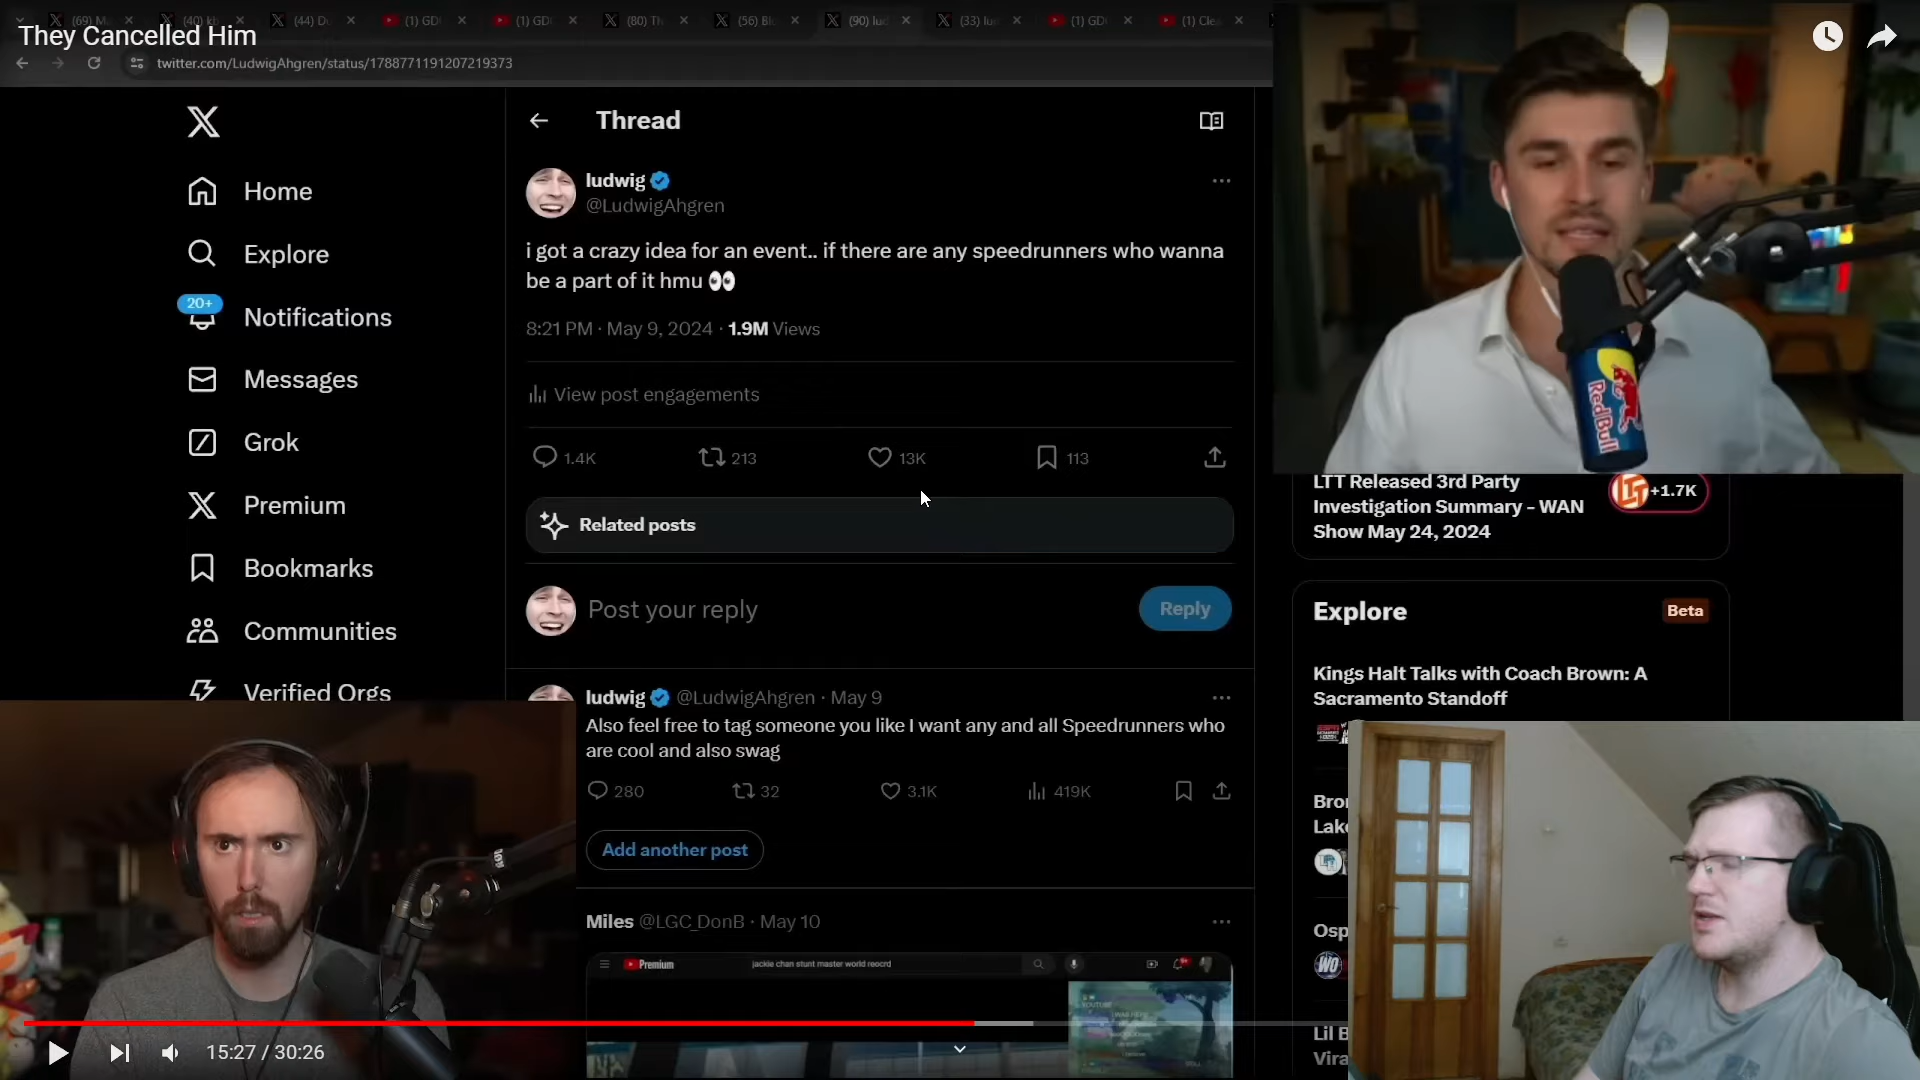 They Cancelled Him
twitter.com/LudwigAhgren/status/1788771191207219373
Home
Explore
20+
Notifications
Messages
Grok
Premium
Bookmarks
Communities
Verified Orgs
Thread
ludwig
@LudwigAhgren
i got a crazy idea for an event.. if there are any speedrunners who wanna
be a part of it hmu 👀
8:21 PM · May 9, 2024 · 1.9M Views
View post engagements
1.4K 213 13K 113
Related posts
Post your reply
Reply
ludwig @LudwigAhgren · May 9
Also feel free to tag someone you like I want any and all Speedrunners who
are cool and also swag
280 32 3.1K 419K
Add another post
Miles @LGC_DonB · May 10
Premium
jackie chan stunt master world reocrd
RedBull
LTT Released 3rd Party
Investigation Summary - WAN
Show May 24, 2024
+1.7K
Explore
Beta
Kings Halt Talks with Coach Brown: A
Sacramento Standoff
15:27 / 30:26